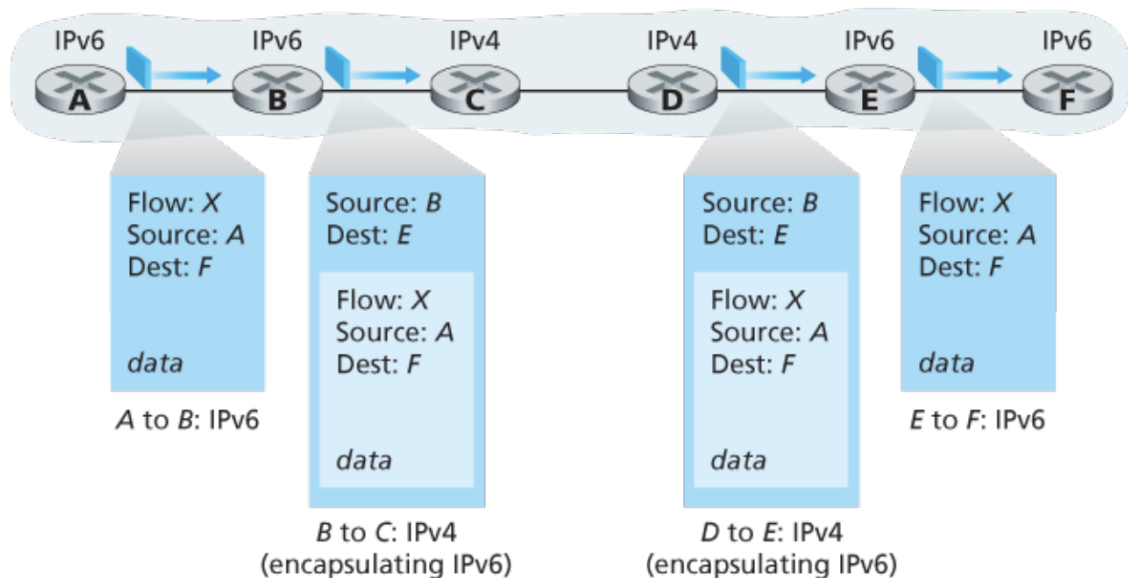 IPv6 IPv6 IPv4 IPv4 IPv6 IPv6
A B C D E F
Flow: X
Source: A
Dest: F
data
A to B: IPv6
Source: B
Dest: E
Flow: X
Source: A
Dest: F
data
B to C: IPv4
(encapsulating IPv6)
Source: B
Dest: E
Flow: X
Source: A
Dest: F
data
D to E: IPv4
(encapsulating IPv6)
Flow: X
Source: A
Dest: F
data
E to F: IPv6